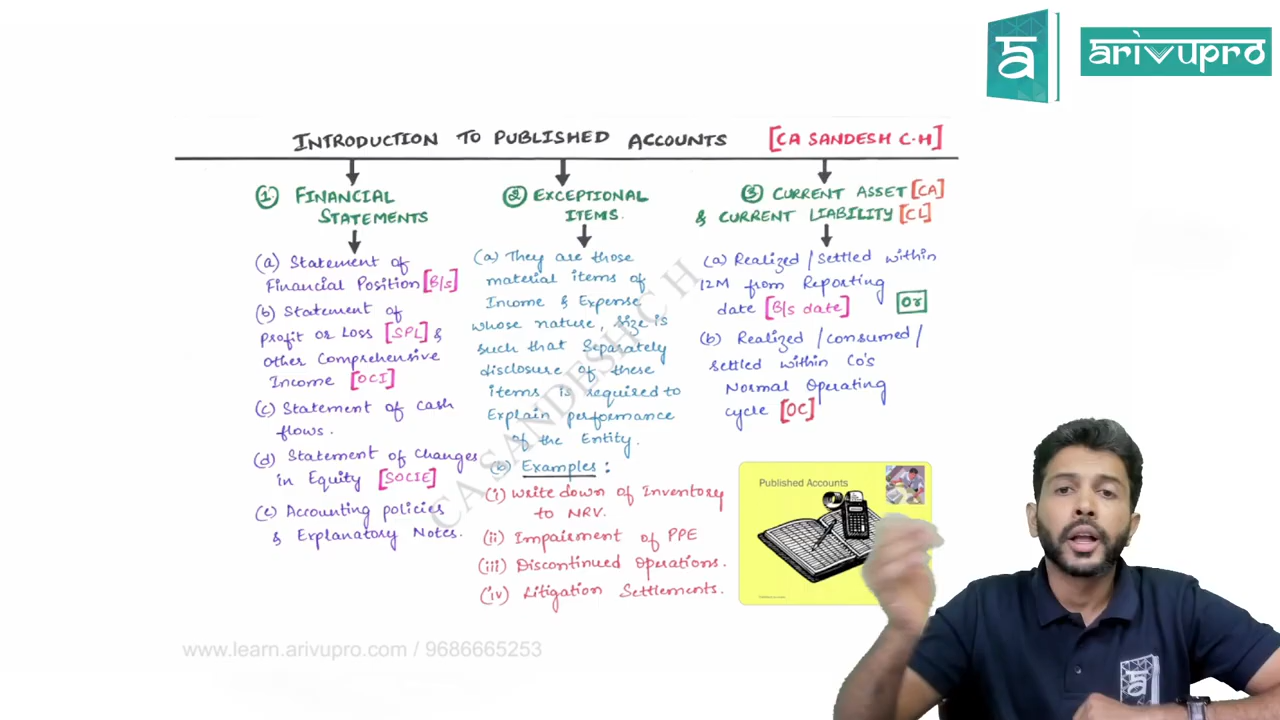 arivupro
INTRODUCTION TO PUBLISHED ACCOUNTS [CA SANDESH C.H]
① FINANCIAL
STATEMENTS
(a) Statement of
Financial Position [B/S]
(b) Statement of
Profit or Loss [SPL] &
other Comprehensive
Income [OCI]
(c) Statement of Cash
flows.
(d) Statement of Changes
in Equity [SOCIE]
(e) Accounting policies
& Explanatory Notes.
② EXCEPTIONAL
ITEMS.
(a) They are those
material items of
Income & Expense
whose nature, size is
such that Separately
disclosure of these
items is required to
Explain performance
of the Entity.
(b) Examples :
(i) Write down of Inventory
to NRV.
(ii) Impairment of PPE
(iii) Discontinued Operations.
(iv) Litigation Settlements.
③ CURRENT ASSET [CA]
& CURRENT LIABILITY [CL]
(a) Realized / Settled within
12M from Reporting
date [B/S date] Or
(b) Realized / consumed /
settled within Co's
Normal Operating
cycle [OC]
Published Accounts
CA SANDESH C H
www.learn.arivupro.com / 9686665253